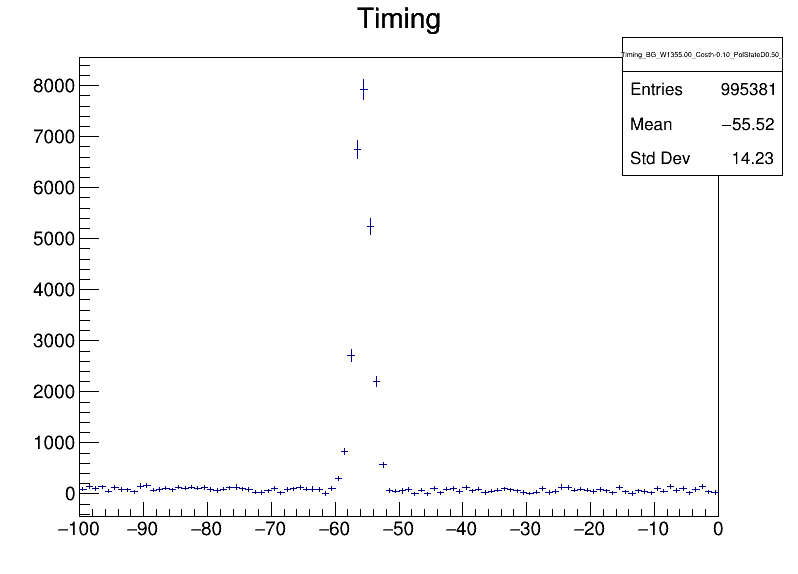 Timing
Timing_BG_W1355.00_Costh-0.10_PolStateD0.50_
Entries 995381
Mean −55.52
Std Dev 14.23
8000
7000
6000
5000
4000
3000
2000
1000
0
−100 −90 −80 −70 −60 −50 −40 −30 −20 −10 0